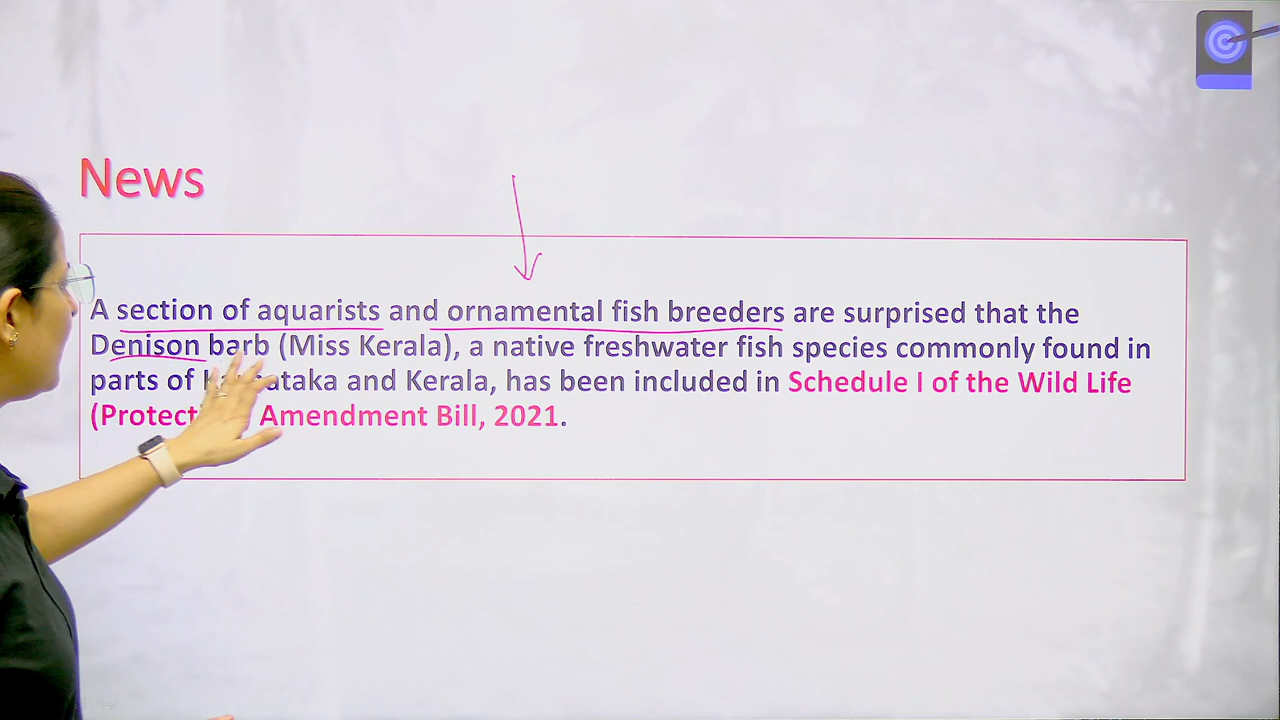 News
A section of aquarists and ornamental fish breeders are surprised that the
Denison barb (Miss Kerala), a native freshwater fish species commonly found in
parts of Karnataka and Kerala, has been included in Schedule I of the Wild Life
(Protect Amendment Bill, 2021.